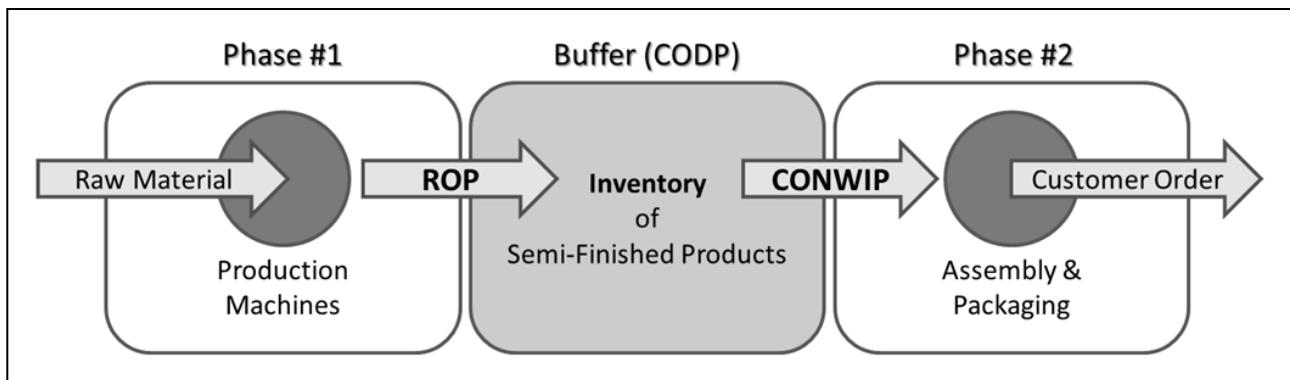 Phase #1
Buffer (CODP)
Phase #2
Raw Material
ROP
Inventory
of
Semi-Finished Products
CONWIP
Customer Order
Production
Machines
Assembly &
Packaging